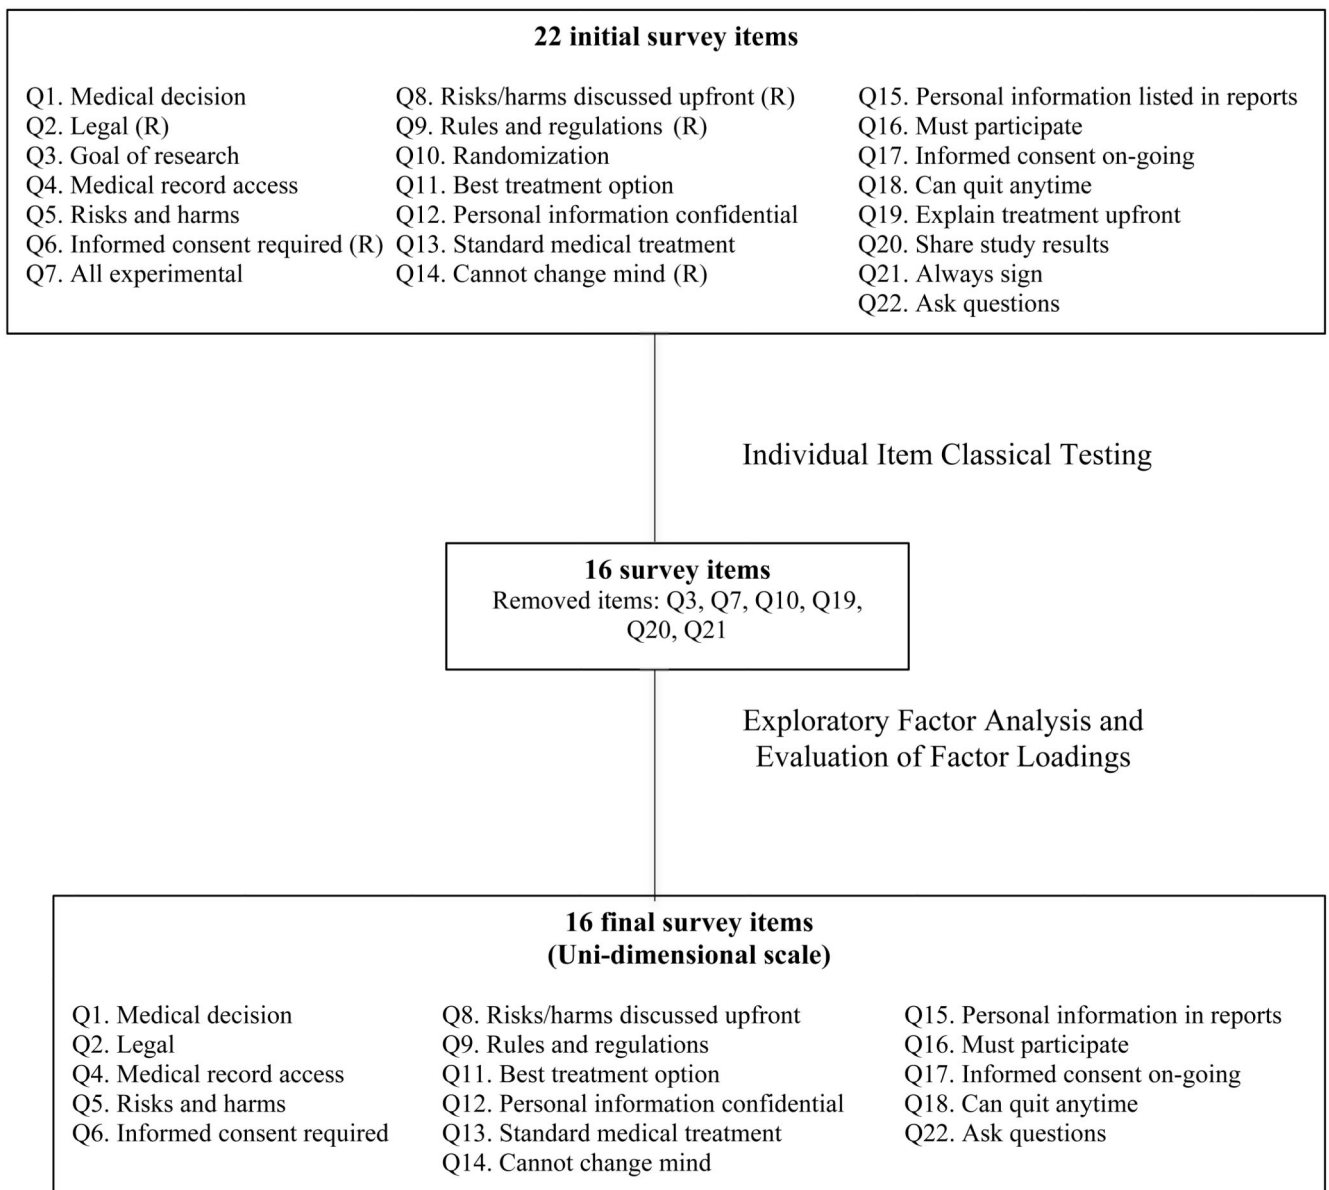 22 initial survey items
Q1. Medical decision
Q2. Legal (R)
Q3. Goal of research
Q4. Medical record access
Q5. Risks and harms
Q6. Informed consent required (R)
Q7. All experimental
Q8. Risks/harms discussed upfront (R)
Q9. Rules and regulations (R)
Q10. Randomization
Q11. Best treatment option
Q12. Personal information confidential
Q13. Standard medical treatment
Q14. Cannot change mind (R)
Q15. Personal information listed in reports
Q16. Must participate
Q17. Informed consent on-going
Q18. Can quit anytime
Q19. Explain treatment upfront
Q20. Share study results
Q21. Always sign
Q22. Ask questions
Individual Item Classical Testing
16 survey items
Removed items: Q3, Q7, Q10, Q19,
Q20, Q21
Exploratory Factor Analysis and
Evaluation of Factor Loadings
16 final survey items
(Uni-dimensional scale)
Q1. Medical decision
Q2. Legal
Q4. Medical record access
Q5. Risks and harms
Q6. Informed consent required
Q8. Risks/harms discussed upfront
Q9. Rules and regulations
Q11. Best treatment option
Q12. Personal information confidential
Q13. Standard medical treatment
Q14. Cannot change mind
Q15. Personal information in reports
Q16. Must participate
Q17. Informed consent on-going
Q18. Can quit anytime
Q22. Ask questions